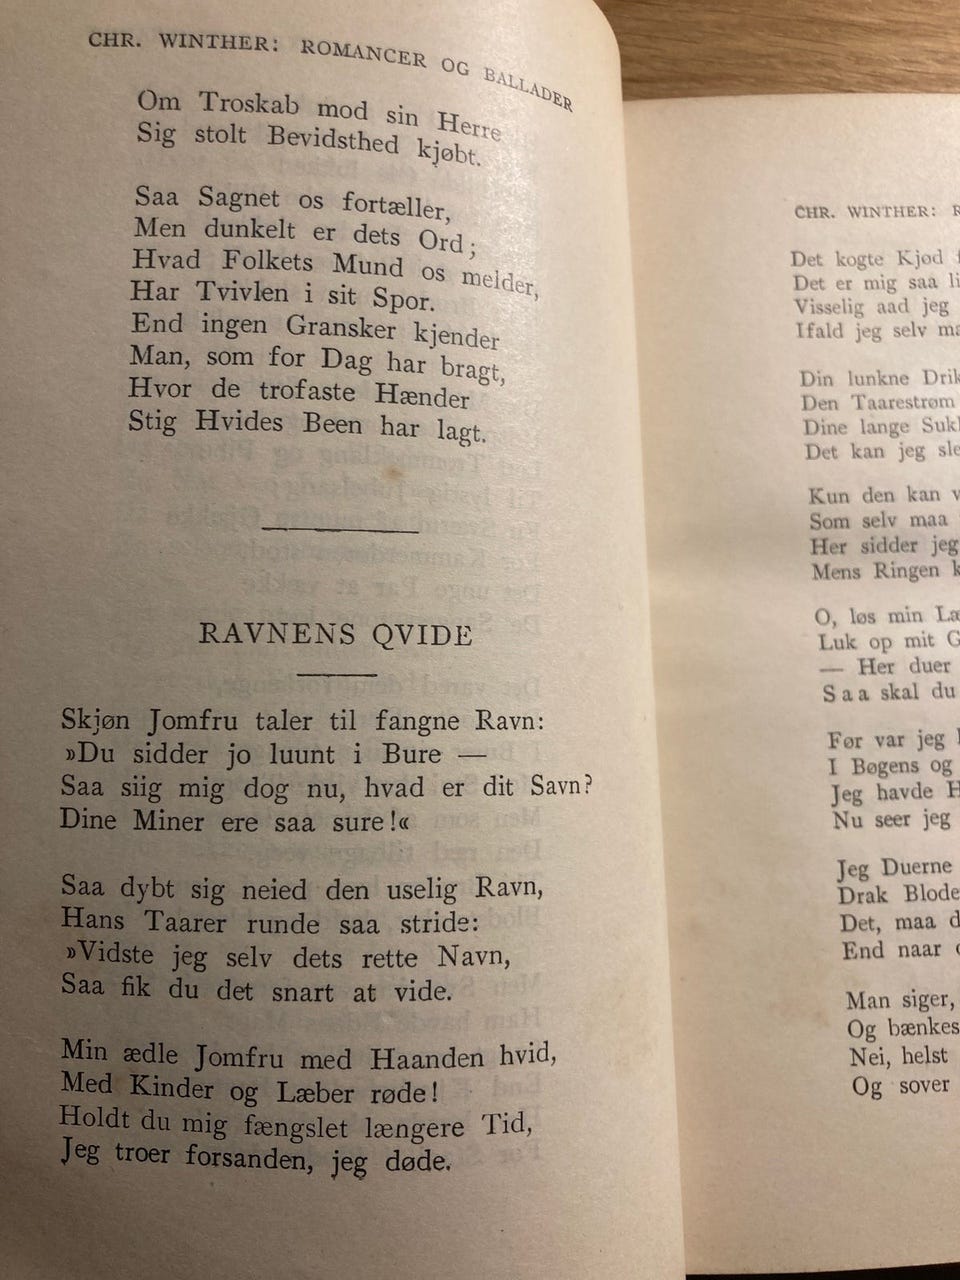 CHR. WINTHER: ROMANCER OG BALLADER
Om Troskab mod sin Herre
Sig stolt Bevidsthed kjøbt.
Saa Sagnet os fortæller,
Men dunkelt er dets Ord;
Hvad Folkets Mund os melder,
Har Tvivlen i sit Spor.
End ingen Gransker kjender
Man, som for Dag har bragt,
Hvor de trofaste Hænder
Stig Hvides Been har lagt.
RAVNENS QVIDE
Skjøn Jomfru taler til fangne Ravn:
»Du sidder jo luunt i Bure —
Saa siig mig dog nu, hvad er dit Savn?
Dine Miner ere saa sure!«
Saa dybt sig neied den uselig Ravn,
Hans Taarer runde saa stride:
»Vidste jeg selv dets rette Navn,
Saa fik du det snart at vide.
Min ædle Jomfru med Haanden hvid,
Med Kinder og Læber røde!
Holdt du mig fængslet længere Tid,
Jeg troer forsanden, jeg døde.
CHR. WINTHER:
Det kogte Kjød
Det er mig saa
Visselig aad jeg
Ifald jeg selv
Din lunkne
Den Taarestrøm
Dine lange
Det kan jeg
Kun den kan
Som selv maa
Her sidder jeg
Mens Ringen
O, løs min
Luk op mit
— Her duer
Saa skal du
Før var jeg
I Bøgens og
Jeg havde
Nu seer jeg
Jeg Duerne
Drak
Det, maa
End naar
Man siger,
Og bænkes
Nei, helst
Og sover